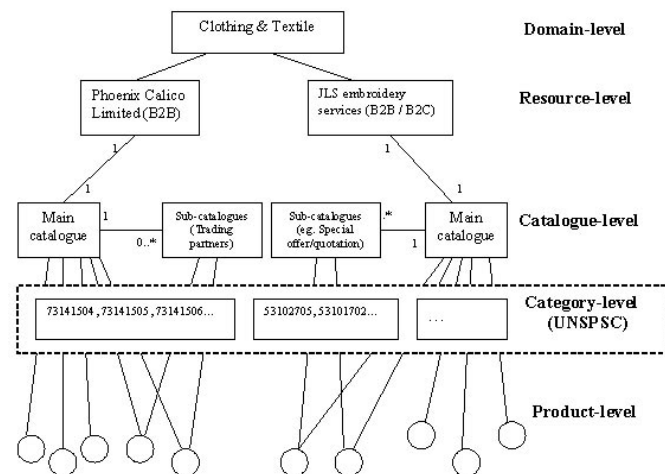 Clothing & Textile
Domain-level
Phoenix Calico
Limited (B2B)
JLS embroidery
services (B2B / B2C)
Resource-level
1
1
1
1
Main
catalogue
1
0..*
Sub-catalogues
(Trading
partners)
Sub-catalogues
(eg. Special
offer/quotation)
.*
1
Main
catalogue
Catalogue-level
73141504,73141505,73141506...
53102705,53101702...
...
Category-level
(UNSPSC)
Product-level